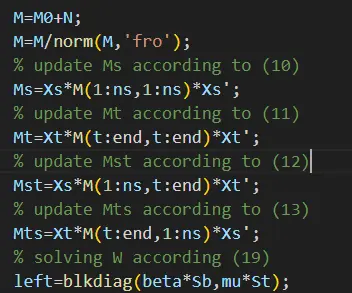 M=M0+N;
M=M/norm(M,'fro');
% update Ms according to (10)
Ms=Xs*M(1:ns,1:ns)*Xs';
% update Mt according to (11)
Mt=Xt*M(t:end,t:end)*Xt';
% update Mst according to (12)
Mst=Xs*M(1:ns,t:end)*Xt';
% update Mts according to (13)
Mts=Xt*M(t:end,1:ns)*Xs';
% solving W according (19)
left=blkdiag(beta*Sb,mu*St);